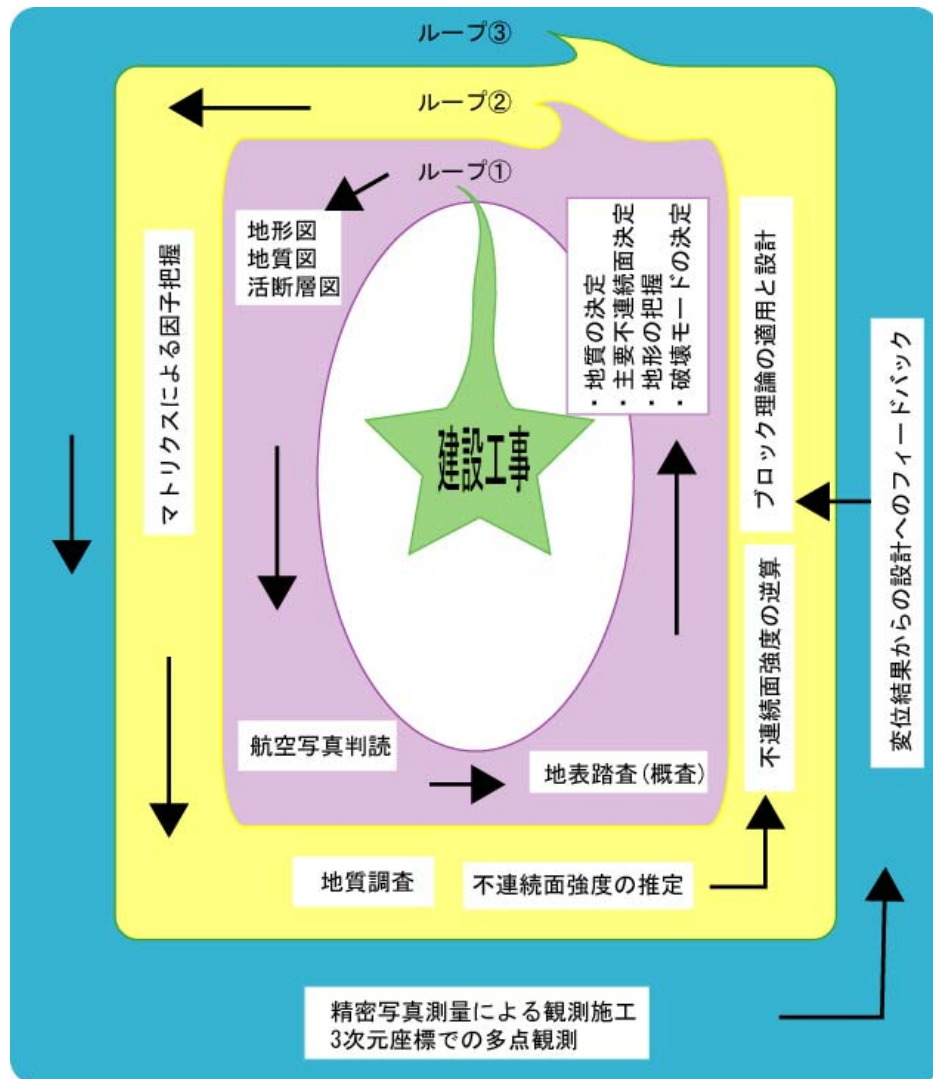 ループ③
ループ②
ループ①
地形図
地質図
活断層図
・地質の決定
・主要不連続面決定
・地形の把握
・破壊モードの決定
マトリクスによる因子把握
建設工事
ブロック理論の適用と設計
変位結果からの設計へのフィードバック
不連続面強度の逆算
航空写真判読
地表踏査(概査)
地質調査
不連続面強度の推定
精密写真測量による観測施工
3次元座標での多点観測